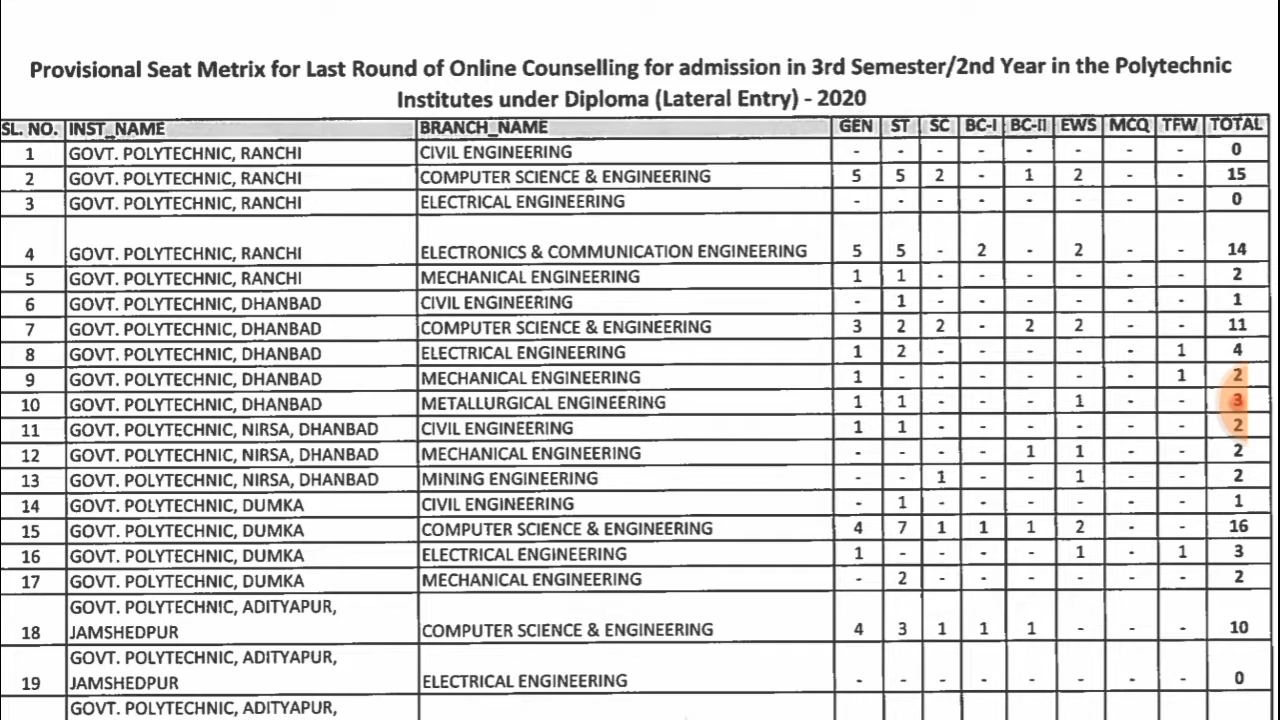 Provisional Seat Metrix for Last Round of Online Counselling for admission in 3rd Semester/2nd Year in the Polytechnic
Institutes under Diploma (Lateral Entry) - 2020
SL. NO. INST_NAME BRANCH_NAME GEN ST SC BC-I BC-II EWS MCQ TFW TOTAL
1 GOVT. POLYTECHNIC, RANCHI CIVIL ENGINEERING - - - - - - - - 0
2 GOVT. POLYTECHNIC, RANCHI COMPUTER SCIENCE & ENGINEERING 5 5 2 - 1 2 - - 15
3 GOVT. POLYTECHNIC, RANCHI ELECTRICAL ENGINEERING - - - - - - - - 0
4 GOVT. POLYTECHNIC, RANCHI ELECTRONICS & COMMUNICATION ENGINEERING 5 5 - 2 - 2 - - 14
5 GOVT. POLYTECHNIC, RANCHI MECHANICAL ENGINEERING 1 1 - - - - - - 2
6 GOVT. POLYTECHNIC, DHANBAD CIVIL ENGINEERING - 1 - - - - - - 1
7 GOVT. POLYTECHNIC, DHANBAD COMPUTER SCIENCE & ENGINEERING 3 2 2 - 2 2 - - 11
8 GOVT. POLYTECHNIC, DHANBAD ELECTRICAL ENGINEERING 1 2 - - - - - 1 4
9 GOVT. POLYTECHNIC, DHANBAD MECHANICAL ENGINEERING 1 - - - - - - 1 2
10 GOVT. POLYTECHNIC, DHANBAD METALLURGICAL ENGINEERING 1 1 - - - 1 - - 3
11 GOVT. POLYTECHNIC, NIRSA, DHANBAD CIVIL ENGINEERING 1 1 - - - - - - 2
12 GOVT. POLYTECHNIC, NIRSA, DHANBAD MECHANICAL ENGINEERING - - - - 1 1 - - 2
13 GOVT. POLYTECHNIC, NIRSA, DHANBAD MINING ENGINEERING - - 1 - - 1 - - 2
14 GOVT. POLYTECHNIC, DUMKA CIVIL ENGINEERING - 1 - - - - - - 1
15 GOVT. POLYTECHNIC, DUMKA COMPUTER SCIENCE & ENGINEERING 4 7 1 1 1 2 - - 16
16 GOVT. POLYTECHNIC, DUMKA ELECTRICAL ENGINEERING 1 - - - - 1 - 1 3
17 GOVT. POLYTECHNIC, DUMKA MECHANICAL ENGINEERING - 2 - - - - - - 2
GOVT. POLYTECHNIC, ADITYAPUR,
18 JAMSHEDPUR COMPUTER SCIENCE & ENGINEERING 4 3 1 1 1 - - - 10
GOVT. POLYTECHNIC, ADITYAPUR,
19 JAMSHEDPUR ELECTRICAL ENGINEERING - - - - - - - - 0
GOVT. POLYTECHNIC, ADITYAPUR,